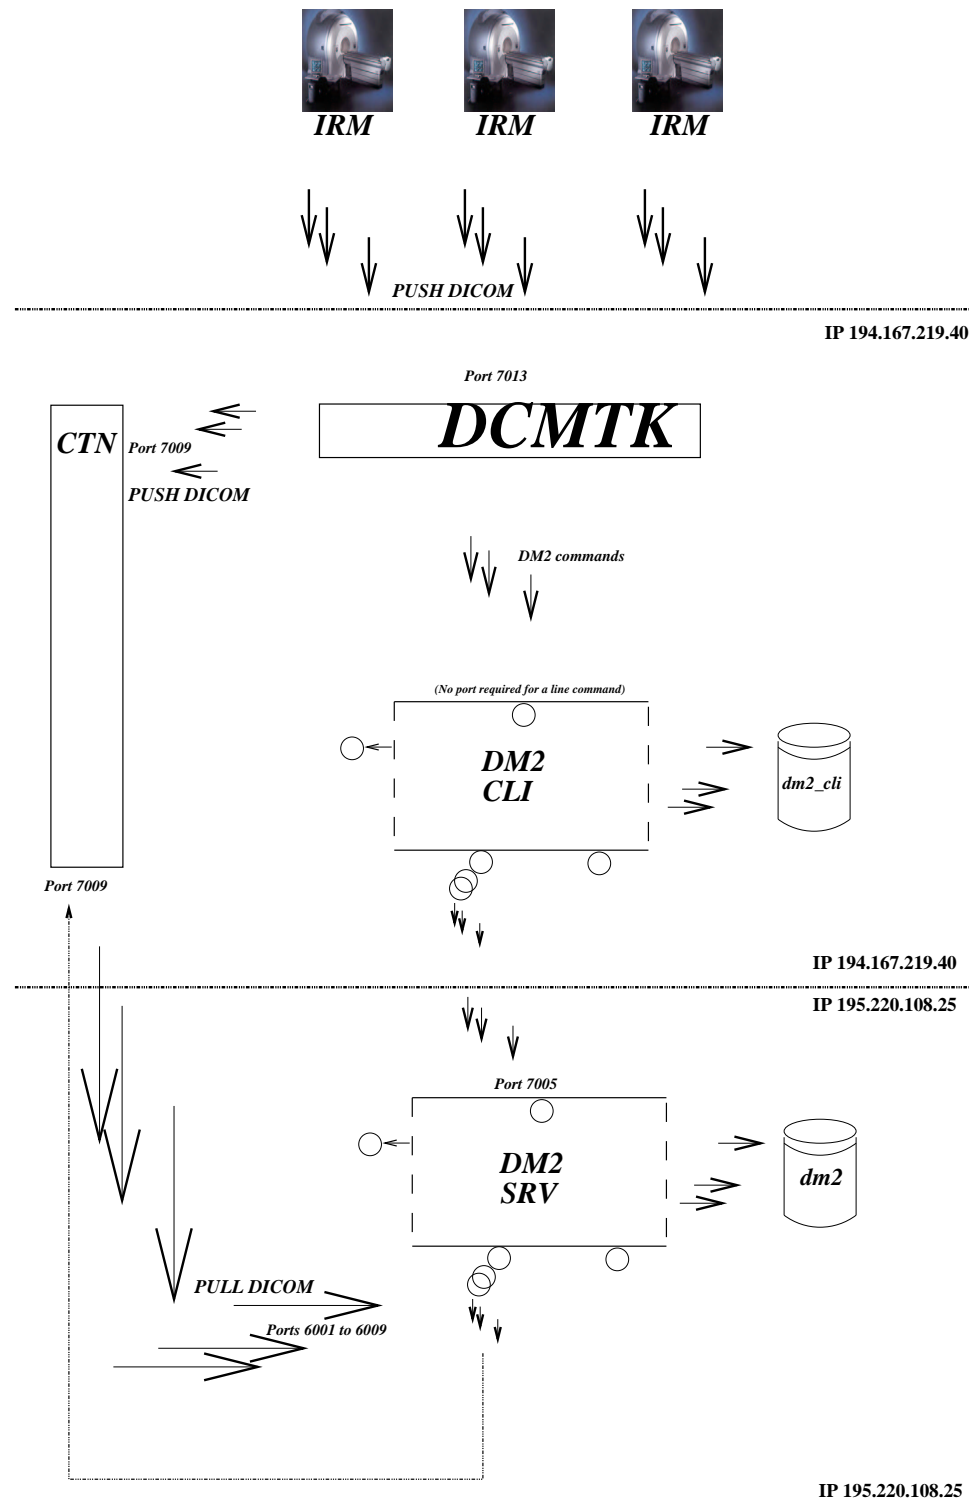 IRM IRM IRM
PUSH DICOM
IP 194.167.219.40
Port 7013
DCMTK
CTN
Port 7009
PUSH DICOM
DM2 commands
(No port required for a line command)
DM2
CLI
dm2_cli
Port 7009
IP 194.167.219.40
IP 195.220.108.25
Port 7005
DM2
SRV
dm2
PULL DICOM
Ports 6001 to 6009
IP 195.220.108.25